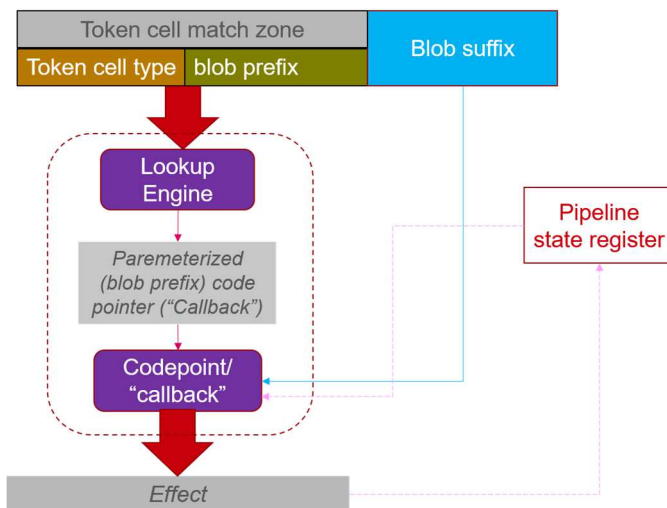 Token cell match zone
Blob suffix
Token cell type
blob prefix
Lookup
Engine
Pipeline
state register
Paremeterized
(blob prefix) code
pointer (“Callback”)
Codepoint/
“callback”
Effect